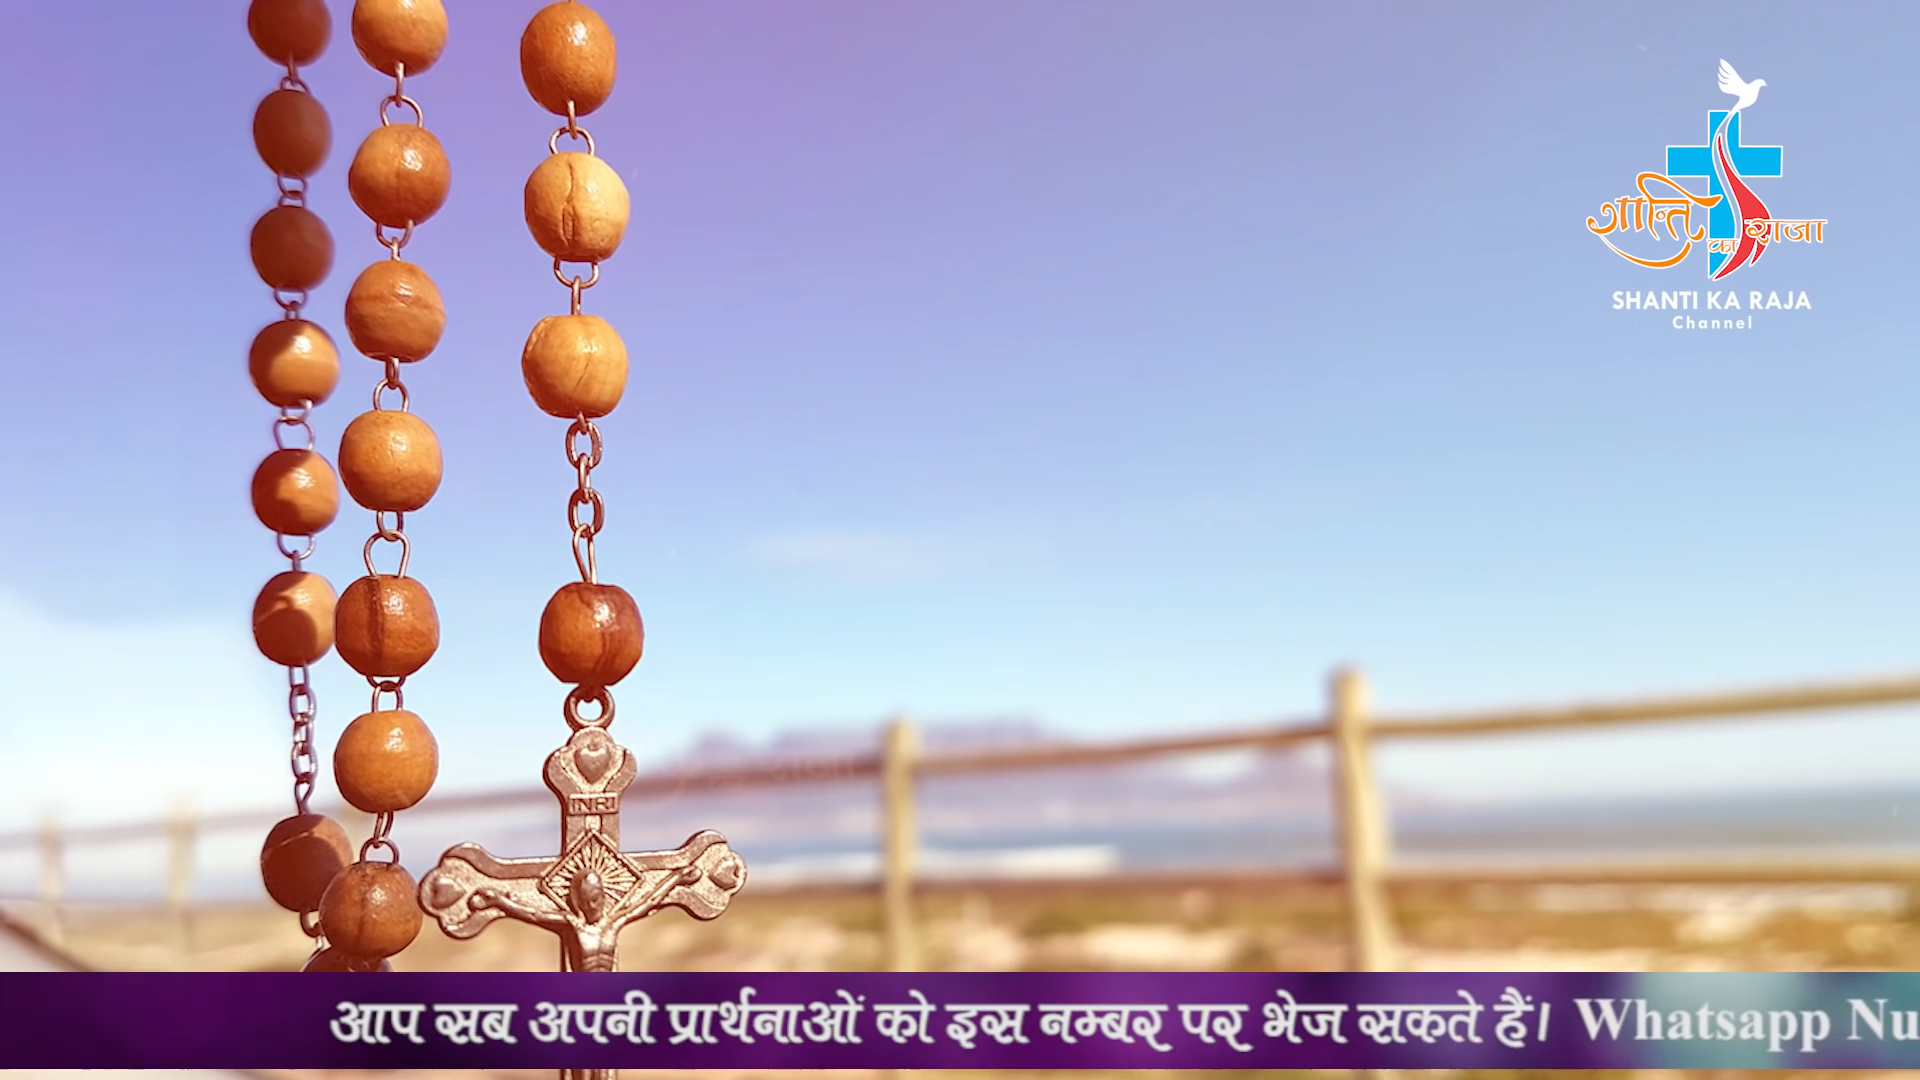 शान्ति का राजा
SHANTI KA RAJA
Channel
INRI
आप सब अपनी प्रार्थनाओं को इस नम्बर पर भेज सकते हैं। Whatsapp Nu